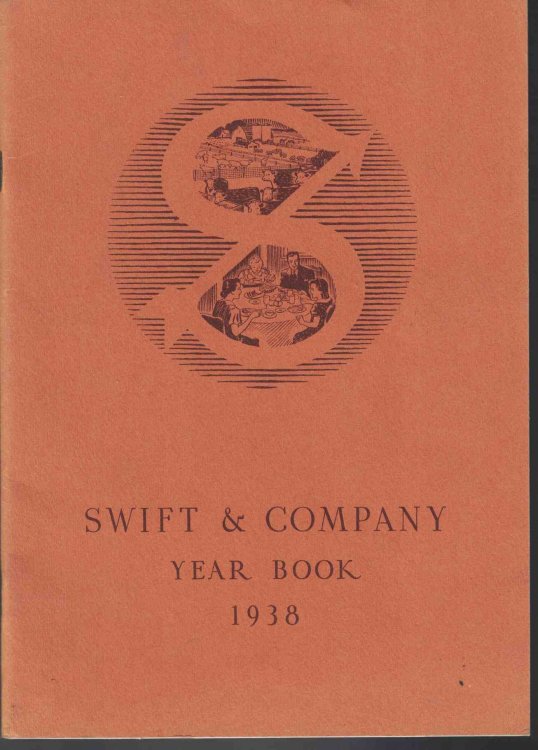 S
SWIFT & COMPANY
YEAR BOOK
1938